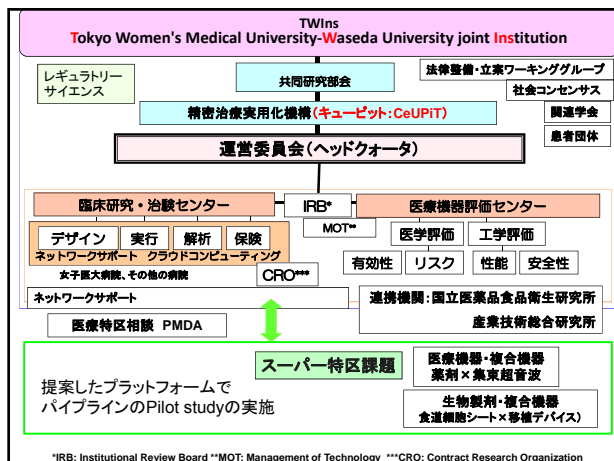 TWIns
Tokyo Women's Medical University-Waseda University joint Institution
レギュラトリー
サイエンス
共同研究部会
法律整備・立案ワーキンググループ
社会コンセンサス
関連学会
患者団体
精密治療実用化機構(キューピット:CeUPiT)
運営委員会(ヘッドクォータ)
臨床研究・治験センター
IRB*
医療機器評価センター
MOT**
デザイン
実行
解析
保険
ネットワークサポート クラウドコンピューティング
医学評価
工学評価
女子医大病院、その他の病院
CRO***
有効性
リスク
性能
安全性
ネットワークサポート
連携機関:国立医薬品食品衛生研究所
産業技術総合研究所
医療特区相談 PMDA
スーパー特区課題
医療機器・複合機器
薬剤×集束超音波
提案したプラットフォームで
パイプラインのPilot studyの実施
生物製剤・複合機器
食道細胞シート×移植デバイス)
*IRB: Institutional Review Board **MOT: Management of Technology ***CRO: Contract Research Organization